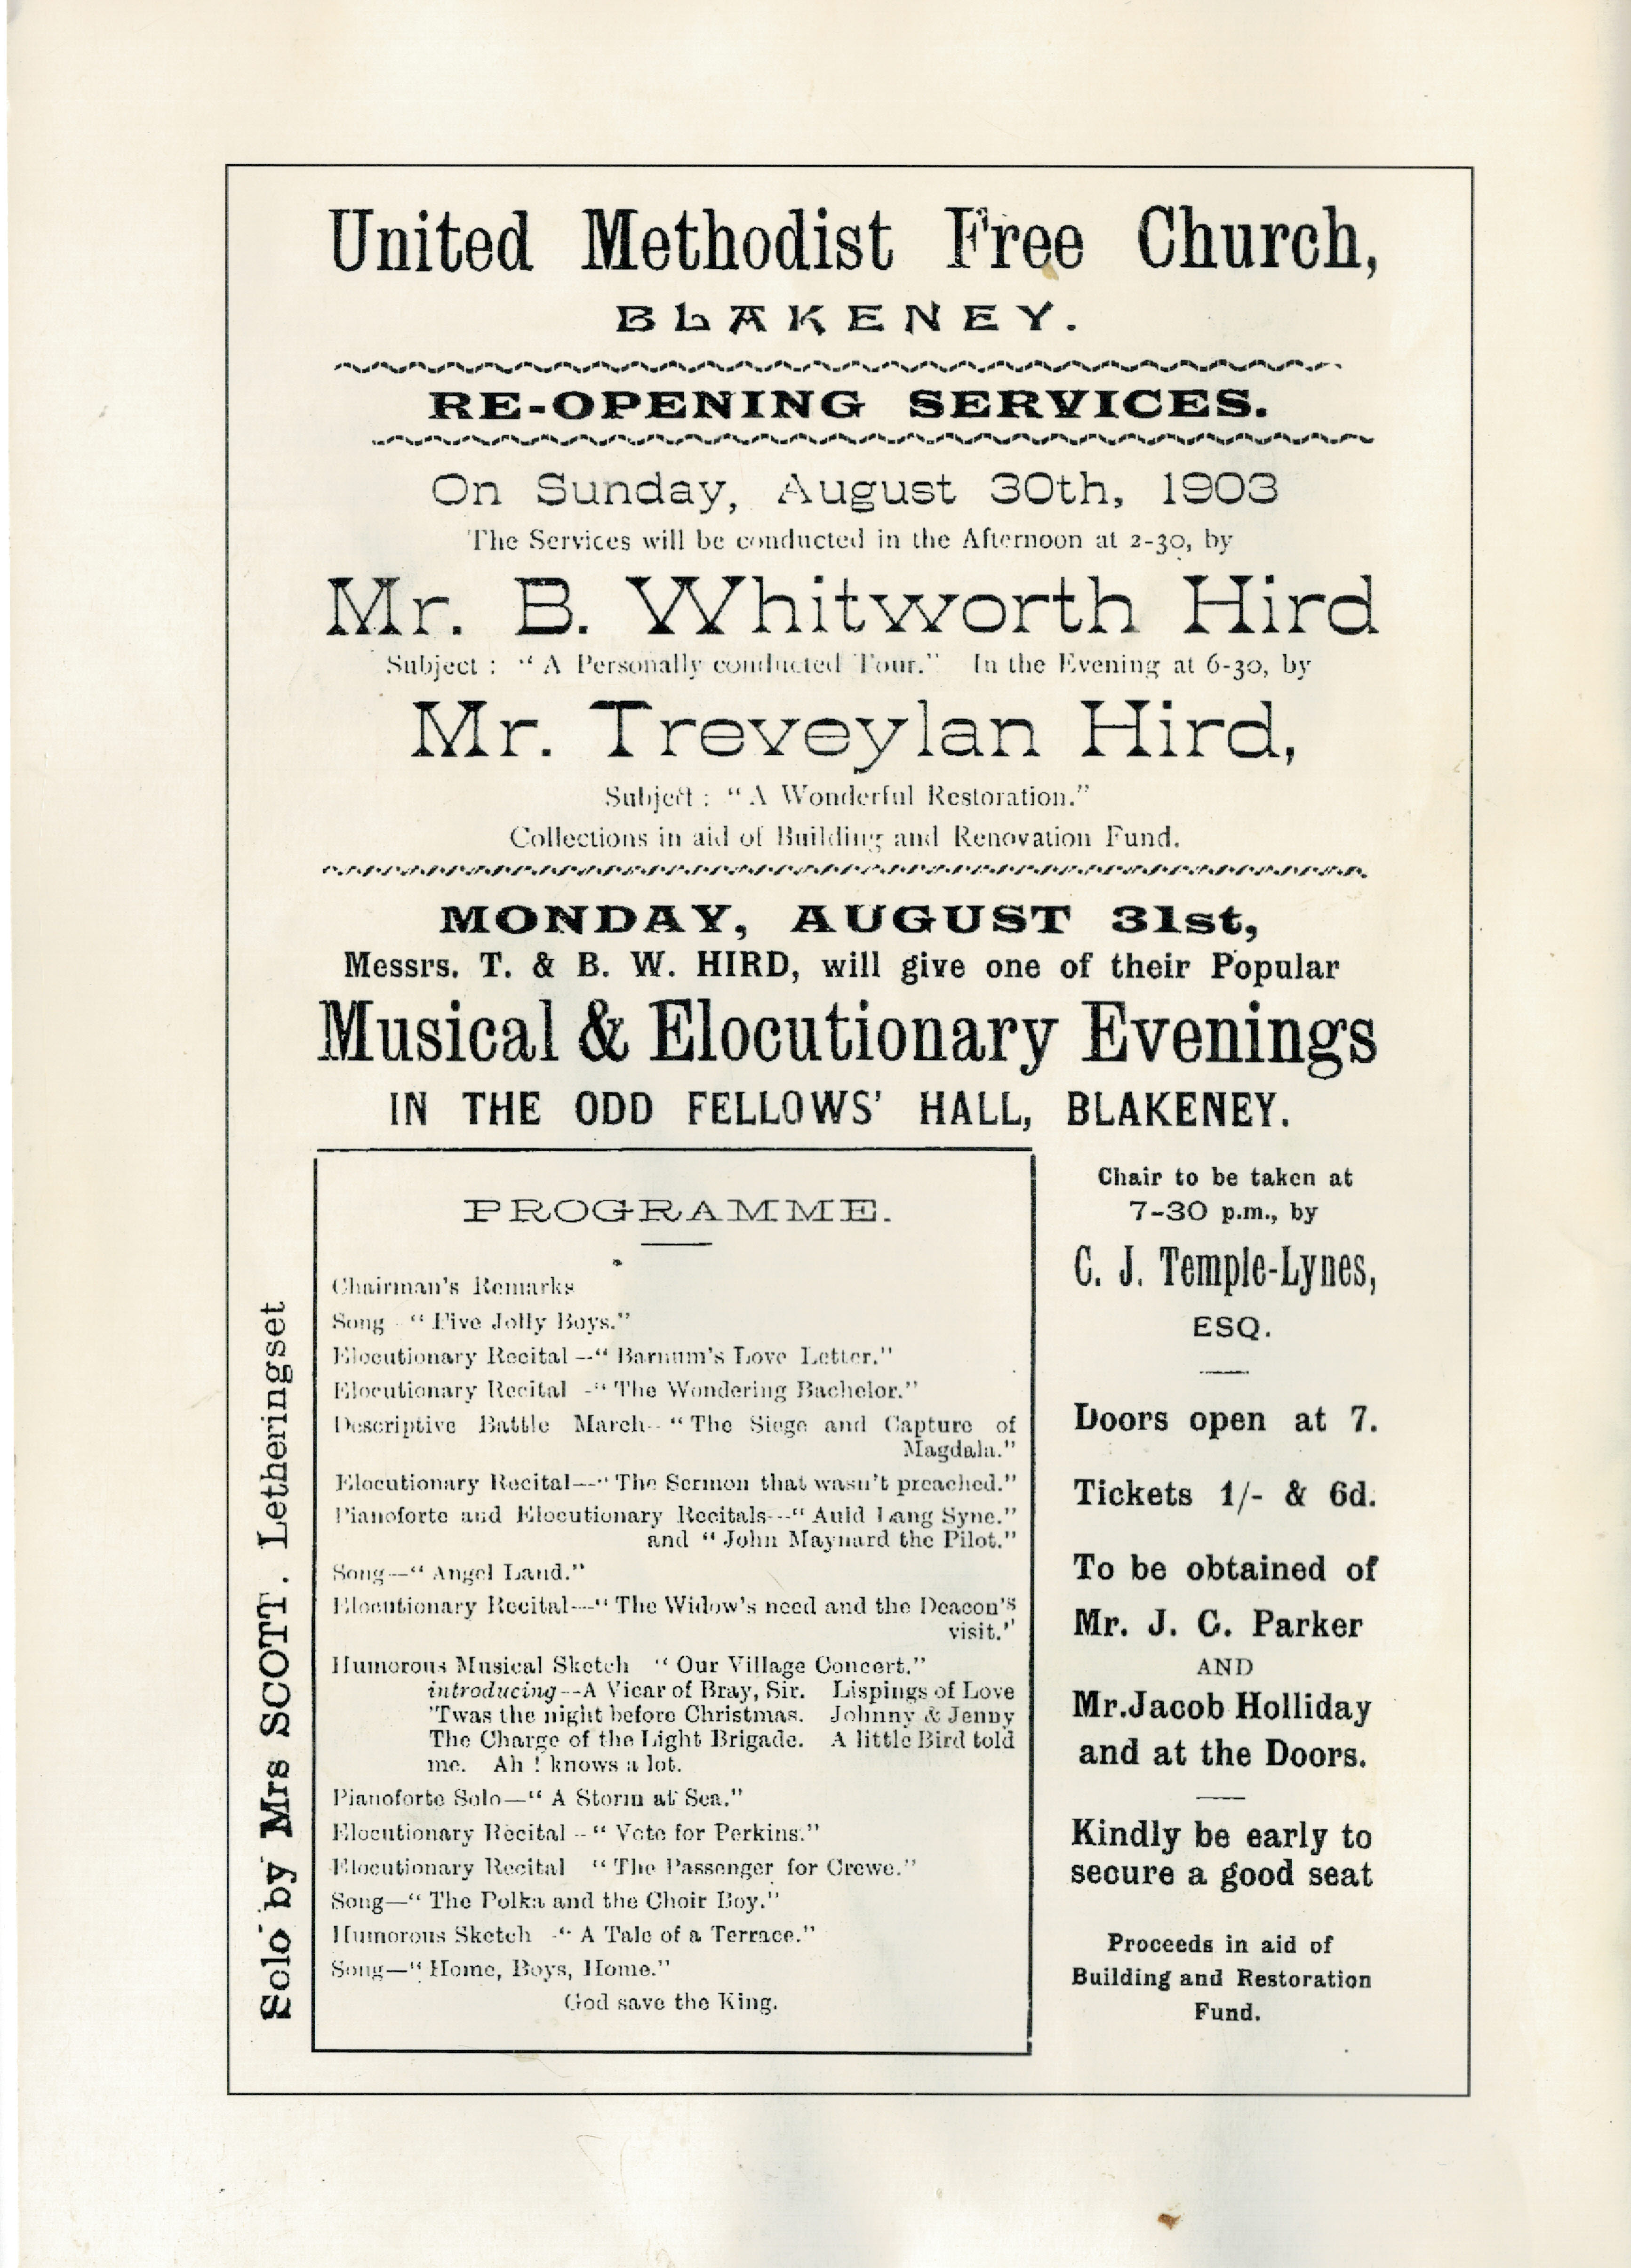 United Methodist Free Church,
BLAKENEY.
RE-OPENING SERVICES.
On Sunday, August 30th, 1903
The Services will be conducted in the Afternoon at 2-30, by
Mr. B. Whitworth Hird
Subject : "A Personally conducted Tour." In the Evening at 6-30, by
Mr. Treveylan Hird,
Subject : "A Wonderful Restoration."
Collections in aid of Building and Renovation Fund.
MONDAY, AUGUST 31st,
Messrs. T. & B. W. HIRD, will give one of their Popular
Musical & Elocutionary Evenings
IN THE ODD FELLOWS' HALL, BLAKENEY.
Solo by Mrs SCOTT. Letheringset
PROGRAMME.
Chairman's Remarks
Song - "Five Jolly Boys."
Elocutionary Recital—"Barnum's Love Letter."
Elocutionary Recital -"The Wondering Bachelor."
Descriptive Battle March--"The Siege and Capture of
Magdala."
Elocutionary Recital—"The Sermon that wasn't preached."
Pianoforte and Elocutionary Recitals---"Auld Lang Syne."
and "John Maynard the Pilot."
Song—"Angel Land."
Elocutionary Recital—"The Widow's need and the Deacon's
visit."
Humorous Musical Sketch "Our Village Concert."
introducing--A Vicar of Bray, Sir. Lispings of Love
'Twas the night before Christmas. Johnny & Jenny
The Charge of the Light Brigade. A little Bird told
me. Ah ! knows a lot.
Pianoforte Solo—"A Storm at Sea."
Elocutionary Recital--"Vote for Perkins."
Elocutionary Recital "The Passenger for Crewe."
Song—"The Polka and the Choir Boy."
Humorous Sketch -"A Tale of a Terrace."
Song—"Home, Boys, Home."
God save the King.
Chair to be taken at
7-30 p.m., by
C. J. Temple-Lynes,
ESQ.
Doors open at 7.
Tickets 1/- & 6d.
To be obtained of
Mr. J. C. Parker
AND
Mr.Jacob Holliday
and at the Doors.
Kindly be early to
secure a good seat
Proceeds in aid of
Building and Restoration
Fund.